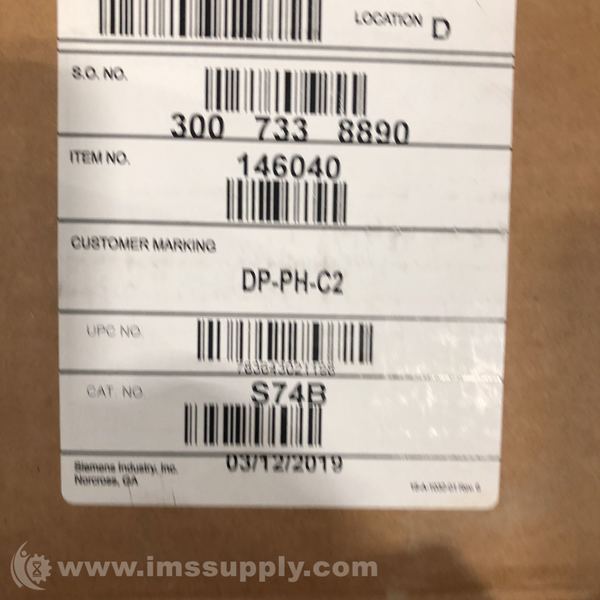 LOCATION D
S.O. NO.
300 733 8890
ITEM NO.
146040
CUSTOMER MARKING
DP-PH-C2
UPC NO.
CAT NO
S74B
03/12/2019
Siemens Industry, Inc.
Norcross, GA
www.imssupply.com